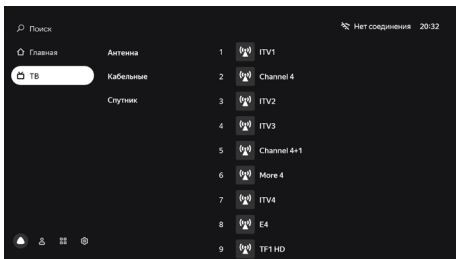 Поиск
Нет соединения 20:32
Главная
ТВ
Антенна
Кабельные
Спутник
1 ITV1
2 Channel 4
3 ITV2
4 ITV3
5 Channel 4+1
6 More 4
7 ITV4
8 E4
9 TF1 HD